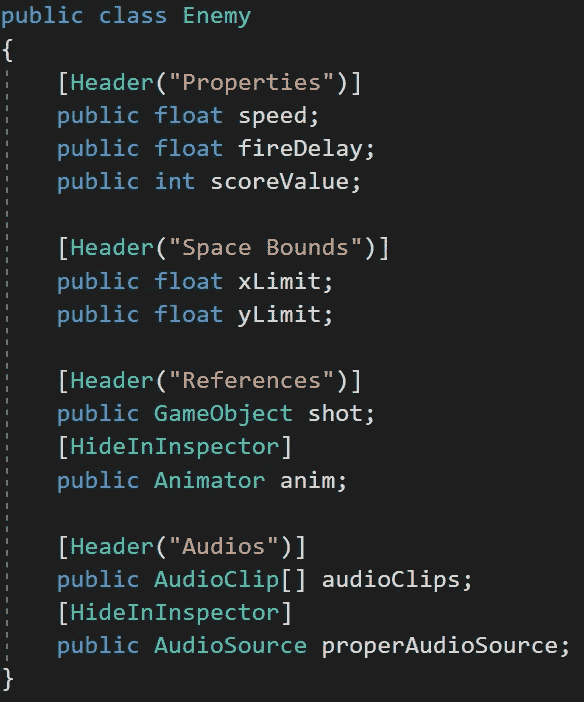 public class Enemy
{
[Header("Properties")]
public float speed;
public float fireDelay;
public int scoreValue;
[Header("Space Bounds")]
public float xLimit;
public float yLimit;
[Header("References")]
public GameObject shot;
[HideInInspector]
public Animator anim;
[Header("Audios")]
public AudioClip[] audioClips;
[HideInInspector]
public AudioSource properAudioSource;
}